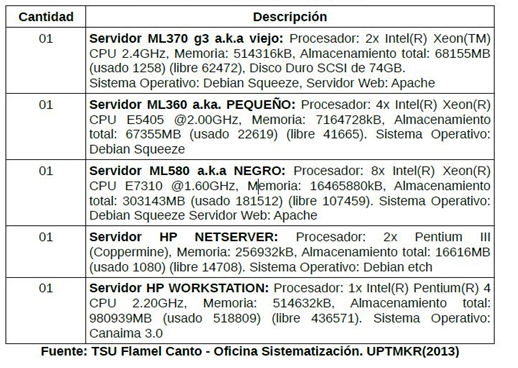 Cantidad Descripción
01 Servidor ML370 g3 a.k.a viejo: Procesador: 2x Intel(R) Xeon(TM)
CPU 2.4GHz, Memoria: 514316kB, Almacenamiento total: 68155MB
(usado 1258) (libre 62472), Disco Duro SCSI de 74GB.
Sistema Operativo: Debian Squeeze, Servidor Web: Apache
01 Servidor ML360 a.ka. PEQUEÑO: Procesador: 4x Intel(R) Xeon(R)
CPU E5405 @2.00GHz, Memoria: 7164728kB, Almacenamiento
total: 67355MB (usado 22619) (libre 41665). Sistema Operativo:
Debian Squeeze
01 Servidor ML580 a.k.a NEGRO: Procesador: 8x Intel(R) Xeon(R)
CPU E7310 @1.60GHz, Memoria: 16465880kB, Almacenamiento
total: 303143MB (usado 181512) (libre 107459). Sistema Operativo:
Debian Squeeze Servidor Web: Apache
01 Servidor HP NETSERVER: Procesador: 2x Pentium III
(Coppermine), Memoria: 256932kB, Almacenamiento total: 16616MB
(usado 1080) (libre 14708). Sistema Operativo: Debian etch
01 Servidor HP WORKSTATION: Procesador: 1x Intel(R) Pentium(R) 4
CPU 2.20GHz, Memoria: 514632kB, Almacenamiento total:
980939MB (usado 518809) (libre 436571). Sistema Operativo:
Canaima 3.0
Fuente: TSU Flamel Canto - Oficina Sistematización. UPTMKR(2013)